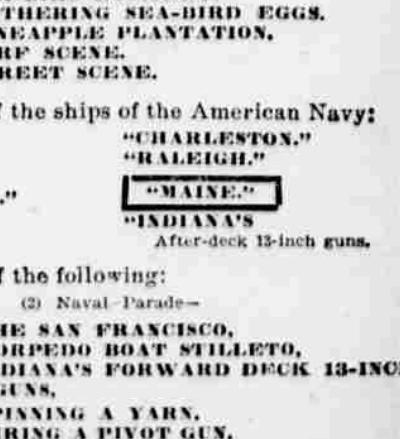 THERING SEA-BIRD EGGS.
NEAPPLE PLANTATION.
RF SCENE.
REET SCENE.
f the ships of the American Navy:
"CHARLESTON."
"RALEIGH."
." "MAINE."
"INDIANA'S
After-deck 13-inch guns.
f the following:
(2) Naval Parade—
HE SAN FRANCISCO,
ORPEDO BOAT STILLETO,
DIANA'S FORWARD DECK 13-INC
GUNS,
PINNING A YARN.
RING A PIVOT GUN.